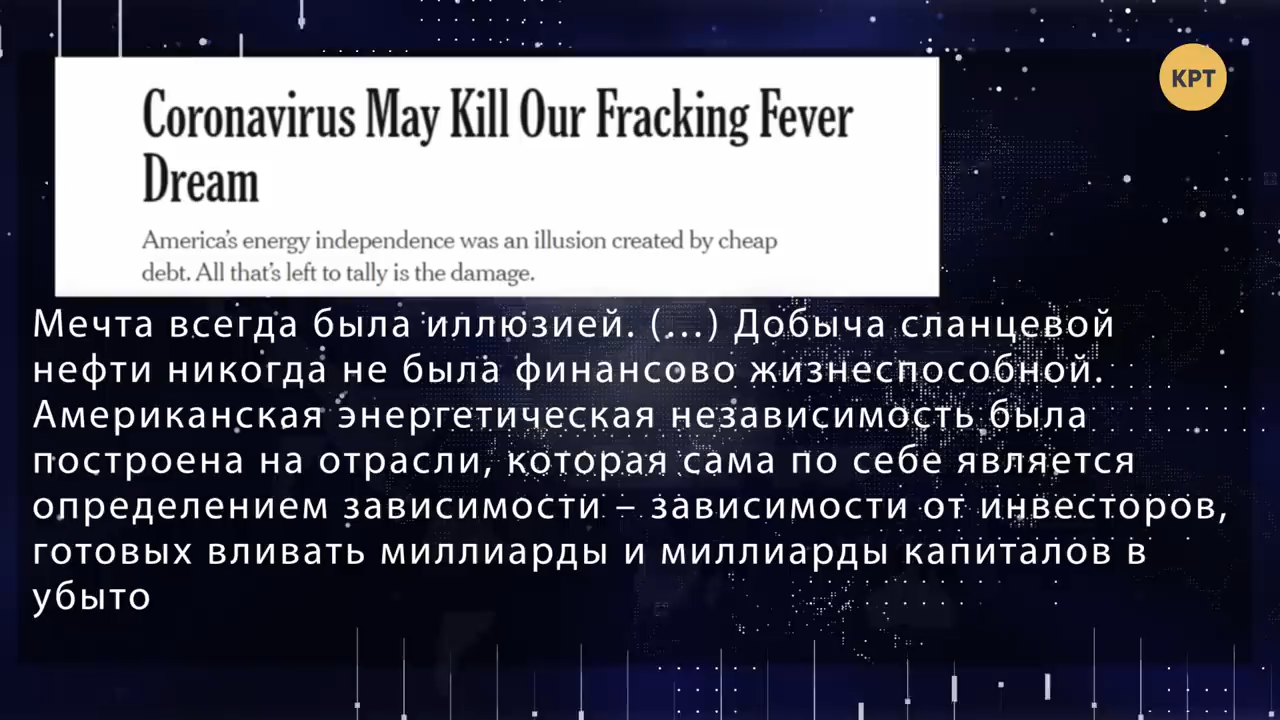 КРТ
Coronavirus May Kill Our Fracking Fever
Dream
America's energy independence was an illusion created by cheap
debt. All that's left to tally is the damage.
Мечта всегда была иллюзией. (...) Добыча сланцевой
нефти никогда не была финансово жизнеспособной.
Американская энергетическая независимость была
построена на отрасли, которая сама по себе является
определением зависимости – зависимости от инвесторов,
готовых вливать миллиарды и миллиарды капиталов в
убыто